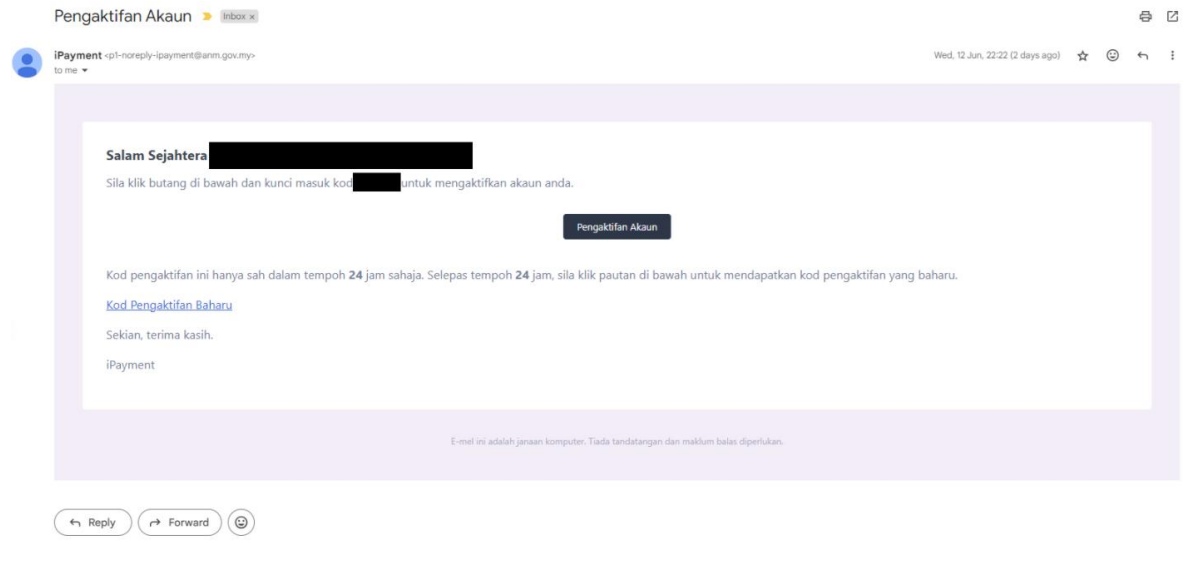 Pengaktifan Akaun Inbox x
iPayment <p1-noreply-ipayment@anm.gov.my> Wed, 12 Jun, 22:22 (2 days ago)
to me
Salam Sejahtera
Sila klik butang di bawah dan kunci masuk kod untuk mengaktifkan akaun anda.
Pengaktifan Akaun
Kod pengaktifan ini hanya sah dalam tempoh 24 jam sahaja. Selepas tempoh 24 jam, sila klik pautan di bawah untuk mendapatkan kod pengaktifan yang baharu.
Kod Pengaktifan Baharu
Sekian, terima kasih.
iPayment
E-mel ini adalah janaan komputer. Tiada tandatangan dan maklum balas diperlukan.
Reply Forward